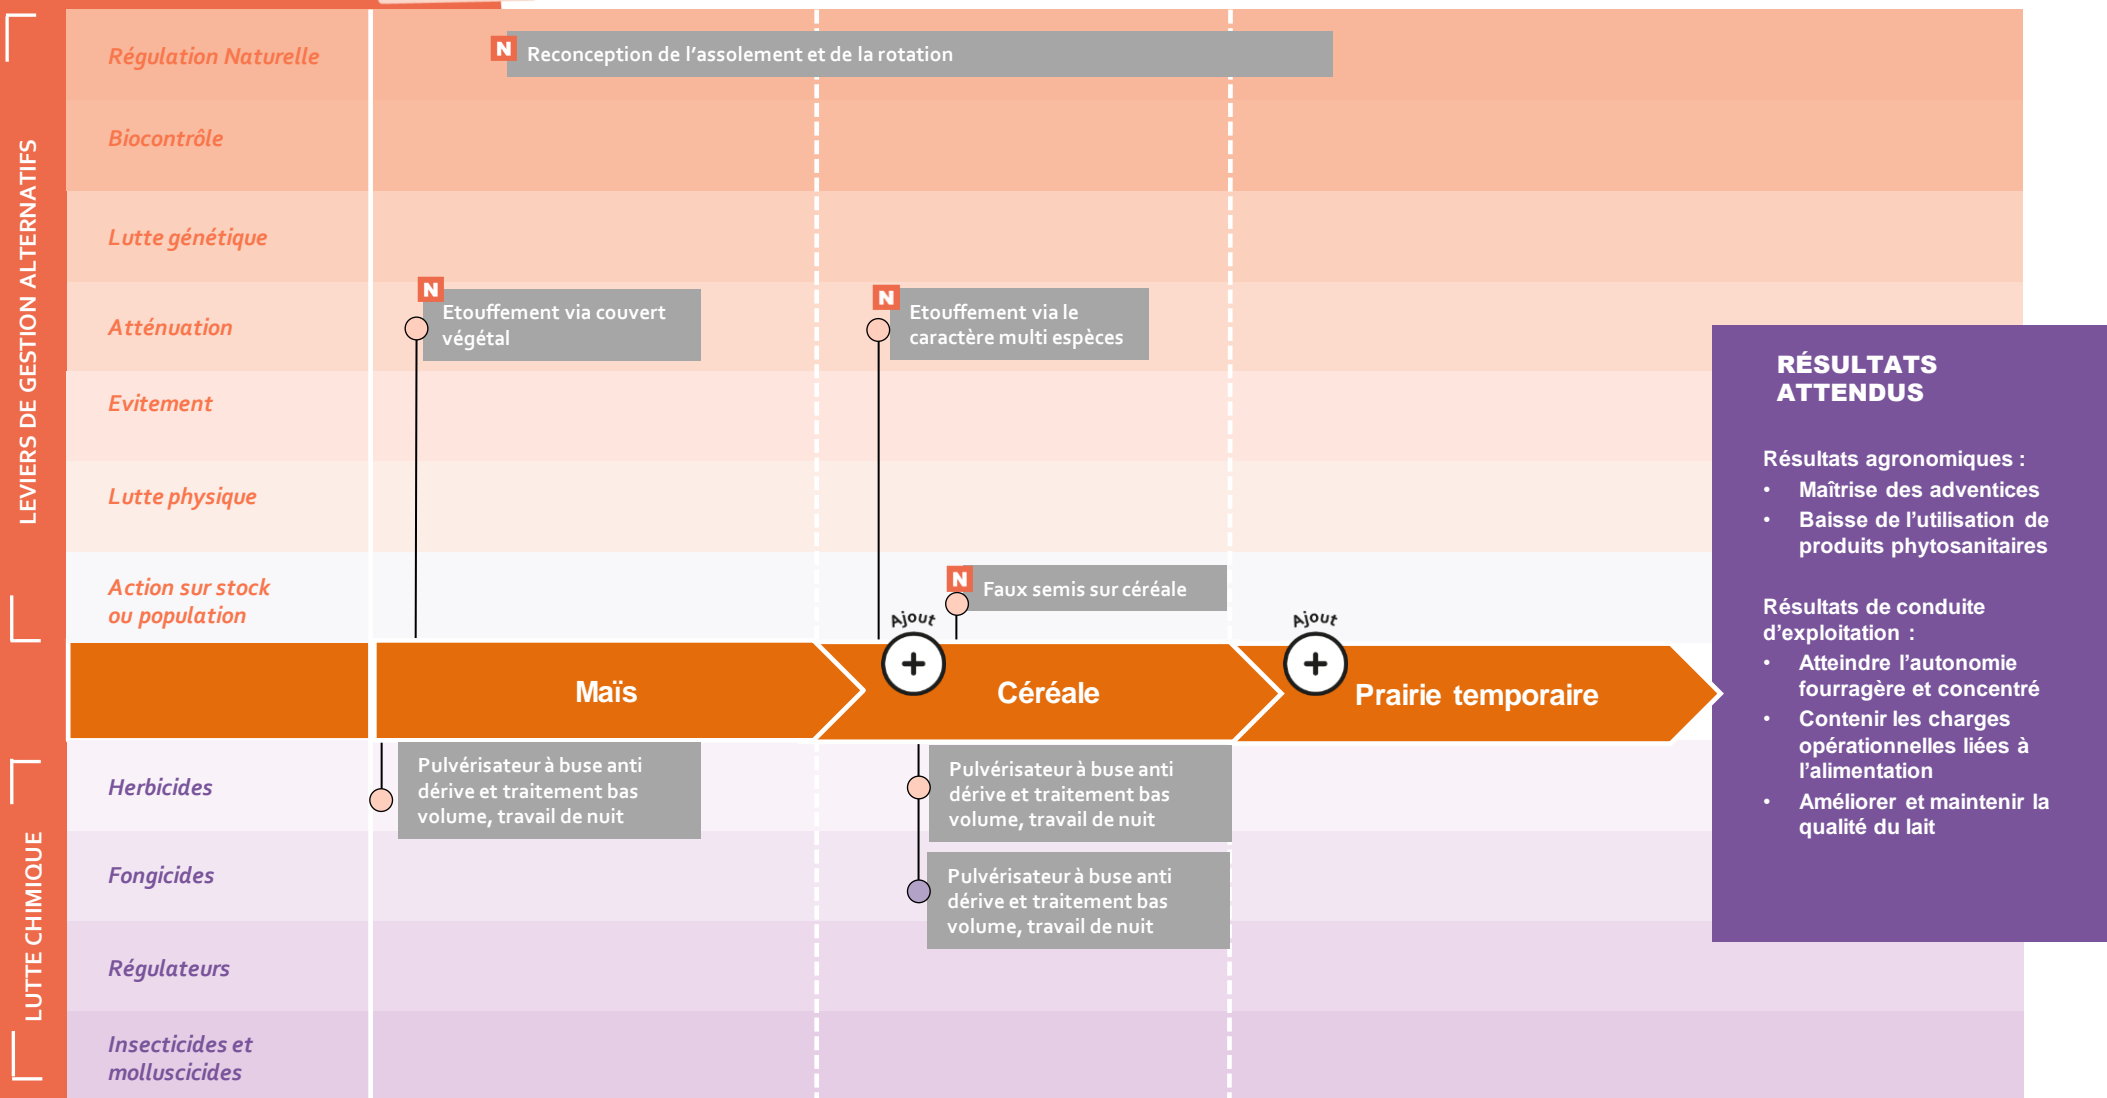 LEVIERS DE GESTION ALTERNATIFS
Régulation Naturelle
N
Reconception de l'assolement et de la rotation
Biocontrôle
Lutte génétique
Atténuation
N
Etouffement via couvert
végétal
N
Etouffement via le
caractère multi espèces
Evitement
Lutte physique
Action sur stock
ou population
N
Faux semis sur céréale
Ajout
+
Ajout
+
Maïs
Céréale
Prairie temporaire
LUTTE CHIMIQUE
Herbicides
Pulvérisateur à buse anti
dérive et traitement bas
volume, travail de nuit
Pulvérisateur à buse anti
dérive et traitement bas
volume, travail de nuit
Fongicides
Pulvérisateur à buse anti
dérive et traitement bas
volume, travail de nuit
Régulateurs
Insecticides et
molluscicides
RÉSULTATS
ATTENDUS
Résultats agronomiques :
• Maîtrise des adventices
• Baisse de l'utilisation de
produits phytosanitaires
Résultats de conduite
d'exploitation :
• Atteindre l'autonomie
fourragère et concentré
• Contenir les charges
opérationnelles liées à
l'alimentation
• Améliorer et maintenir la
qualité du lait